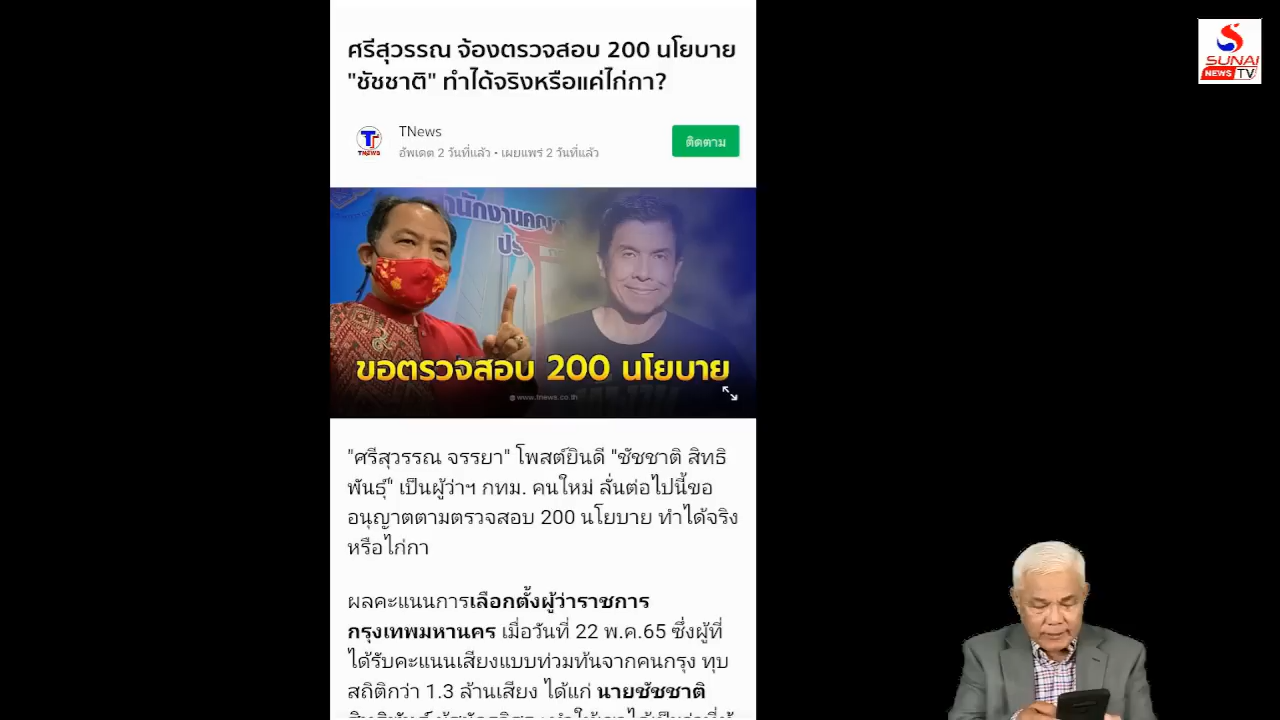 ศรีสุวรรณ จ้องตรวจสอบ 200 นโยบาย
"ชัชชาติ" ทำได้จริงหรือแค่ไก่กา?
TNews
อัพเดต 2 วันที่แล้ว • เผยแพร่ 2 วันที่แล้ว
ติดตาม
TNEWS
ขอตรวจสอบ 200 นโยบาย
www.tnews.co.th
"ศรีสุวรรณ จรรยา" โพสต์ยินดี "ชัชชาติ สิทธิ
พันธุ์" เป็นผู้ว่าฯ กทม. คนใหม่ ลั่นต่อไปนี้ขอ
อนุญาตตามตรวจสอบ 200 นโยบาย ทำได้จริง
หรือไก่กา
ผลคะแนนการเลือกตั้งผู้ว่าราชการ
กรุงเทพมหานคร เมื่อวันที่ 22 พ.ค.65 ซึ่งผู้ที่
ได้รับคะแนนเสียงแบบท่วมท้นจากคนกรุง ทุบ
สถิติกว่า 1.3 ล้านเสียง ได้แก่ นายชัชชาติ
SUNAI
NEWS TV